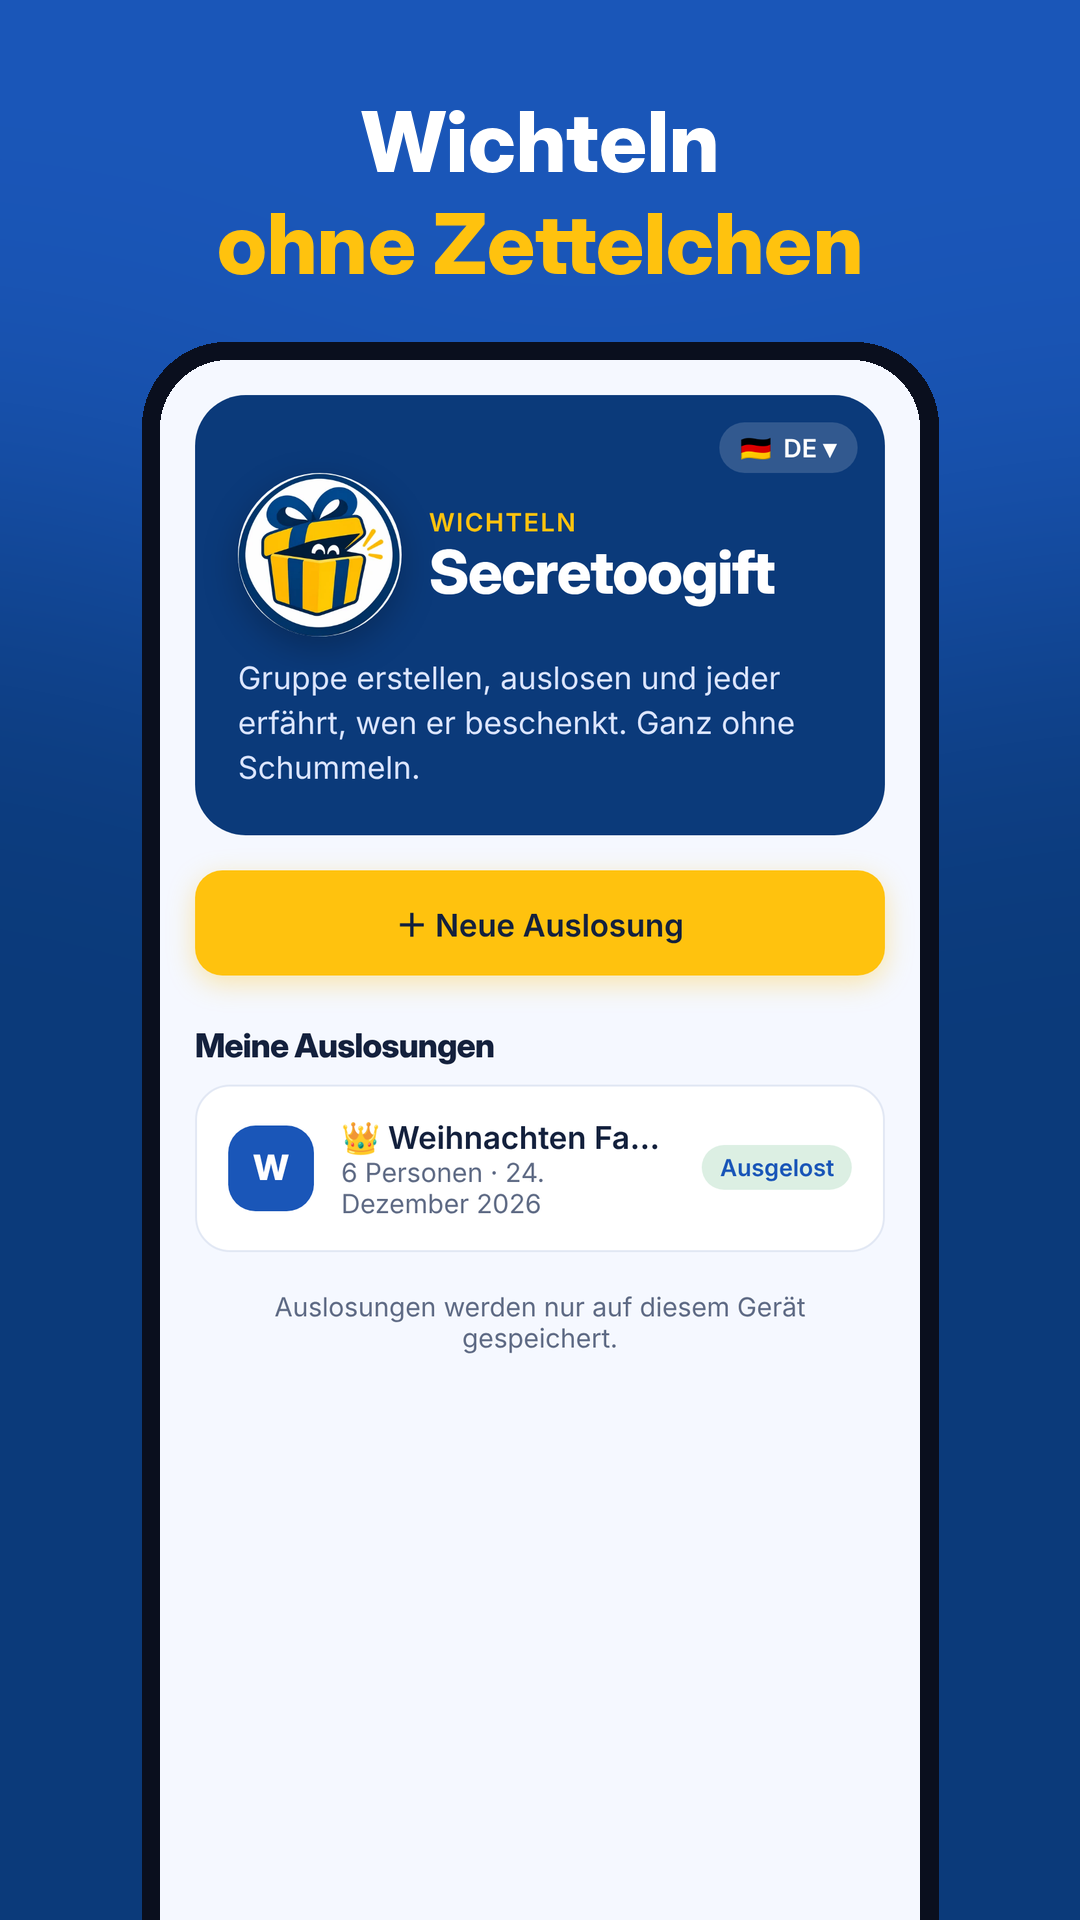 Wichteln
ohne Zettelchen
🇩🇪 DE ▾
WICHTELN
Secretoogift
Gruppe erstellen, auslosen und jeder
erfährt, wen er beschenkt. Ganz ohne
Schummeln.
+ Neue Auslosung
Meine Auslosungen
W
👑 Weihnachten Fa...
6 Personen · 24.
Dezember 2026
Ausgelost
Auslosungen werden nur auf diesem Gerät
gespeichert.